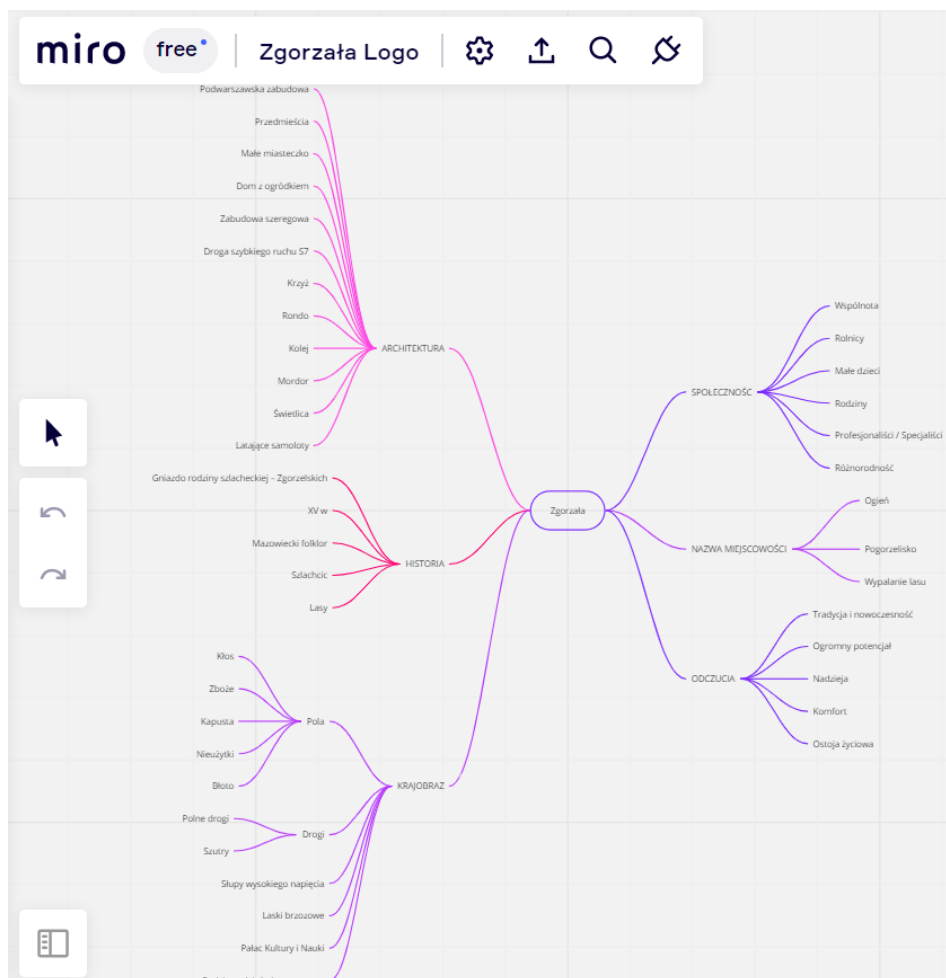 miro free Zgorzała Logo
Podwarszawska zabudowa
Przedmieścia
Małe miasteczko
Dom z ogródkiem
Zabudowa szeregowa
Droga szybkiego ruchu S7
Krzyż
Rondo
Kolej
Mordor
Świetlica
Latające samoloty
ARCHITEKTURA
Gniazdo rodziny szlacheckiej – Zgorzelskich
XV w
Mazowiecki folklor
Szlachcic
Lasy
HISTORIA
Kłos
Zboże
Kapusta
Nieużytki
Błoto
Pola
Polne drogi
Szutry
Drogi
Słupy wysokiego napięcia
Laski brzozowe
Pałac Kultury i Nauki
KRAJOBRAZ
Zgorzała
SPOŁECZNOŚC
Wspólnota
Rolnicy
Małe dzieci
Rodziny
Profesjonaliści / Specjaliści
Różnorodność
NAZWA MIEJSCOWOŚCI
Ogień
Pogorzelisko
Wypalanie lasu
ODCZUCIA
Tradycja i nowoczesność
Ogromny potencjał
Nadzieja
Komfort
Ostoja życiowa